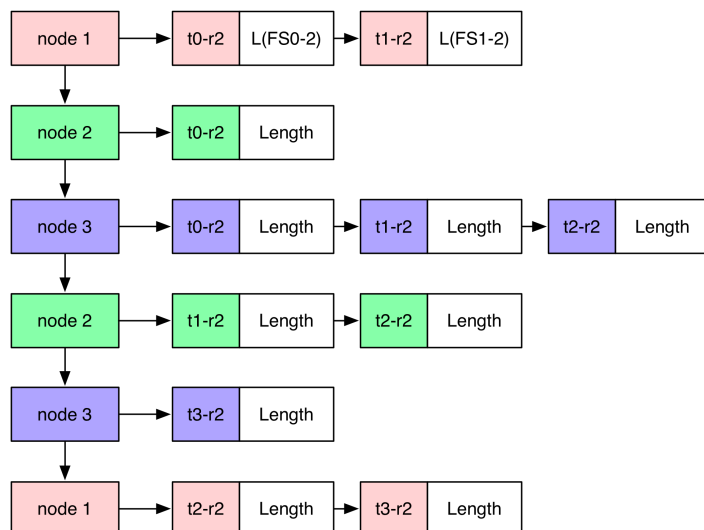 node 1 t0-r2 L(FS0-2) t1-r2 L(FS1-2)
node 2 t0-r2 Length
node 3 t0-r2 Length t1-r2 Length t2-r2 Length
node 2 t1-r2 Length t2-r2 Length
node 3 t3-r2 Length
node 1 t2-r2 Length t3-r2 Length